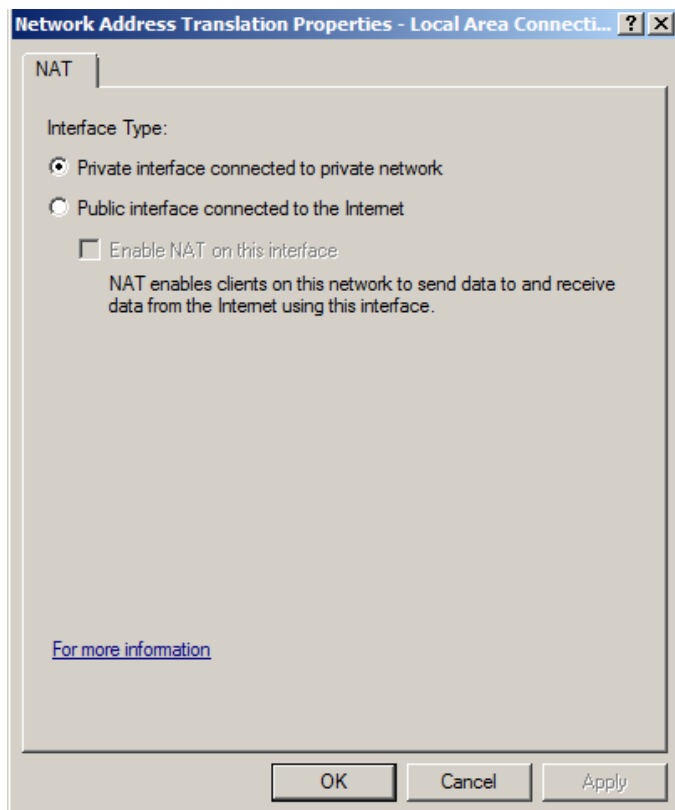 Network Address Translation Properties - Local Area Connecti...
NAT
Interface Type:
Private interface connected to private network
Public interface connected to the Internet
Enable NAT on this interface
NAT enables clients on this network to send data to and receive
data from the Internet using this interface.
For more information
OK Cancel Apply